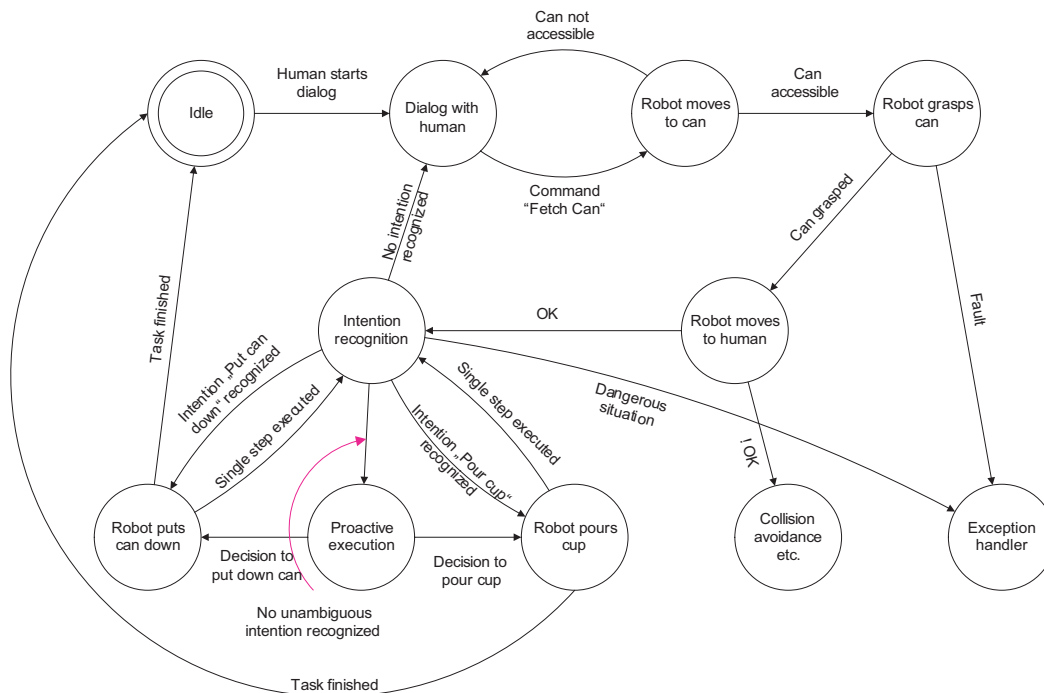 Can not
accessible
Human starts
dialog
Can
accessible
Idle
Dialog with
human
Robot moves
to can
Robot grasps
can
Command
“Fetch Can“
No intention
recognized
Can grasped
Fault
Task finished
Intention
recognition
OK
Robot moves
to human
Intention „Put can
down“ recognized
Single step executed
Single step executed
Intention „Pour cup“
recognized
Dangerous
situation
! OK
Robot puts
can down
Proactive
execution
Robot pours
cup
Collision
avoidance
etc.
Exception
handler
Decision to
put down can
Decision to
pour cup
No unambiguous
intention recognized
Task finished